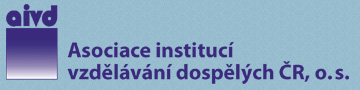 aivd
Asociace institucí
vzdělávání dospělých ČR, o.s.